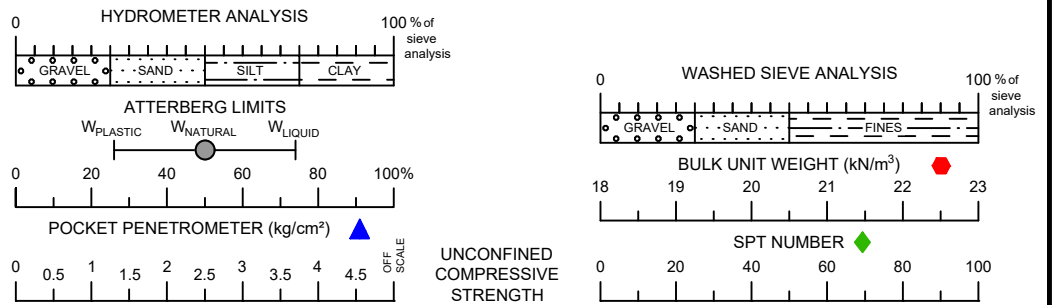 HYDROMETER ANALYSIS
0 100 % of
sieve
analysis
GRAVEL SAND SILT CLAY
ATTERBERG LIMITS
W_PLASTIC W_NATURAL W_LIQUID
0 20 40 60 80 100%
POCKET PENETROMETER (kg/cm²)
OFF SCALE
0 0.5 1 1.5 2 2.5 3 3.5 4 4.5
UNCONFINED
COMPRESSIVE
STRENGTH
WASHED SIEVE ANALYSIS
0 100 % of
sieve
analysis
GRAVEL SAND FINES
BULK UNIT WEIGHT (kN/m³)
18 19 20 21 22 23
SPT NUMBER
0 20 40 60 80 100